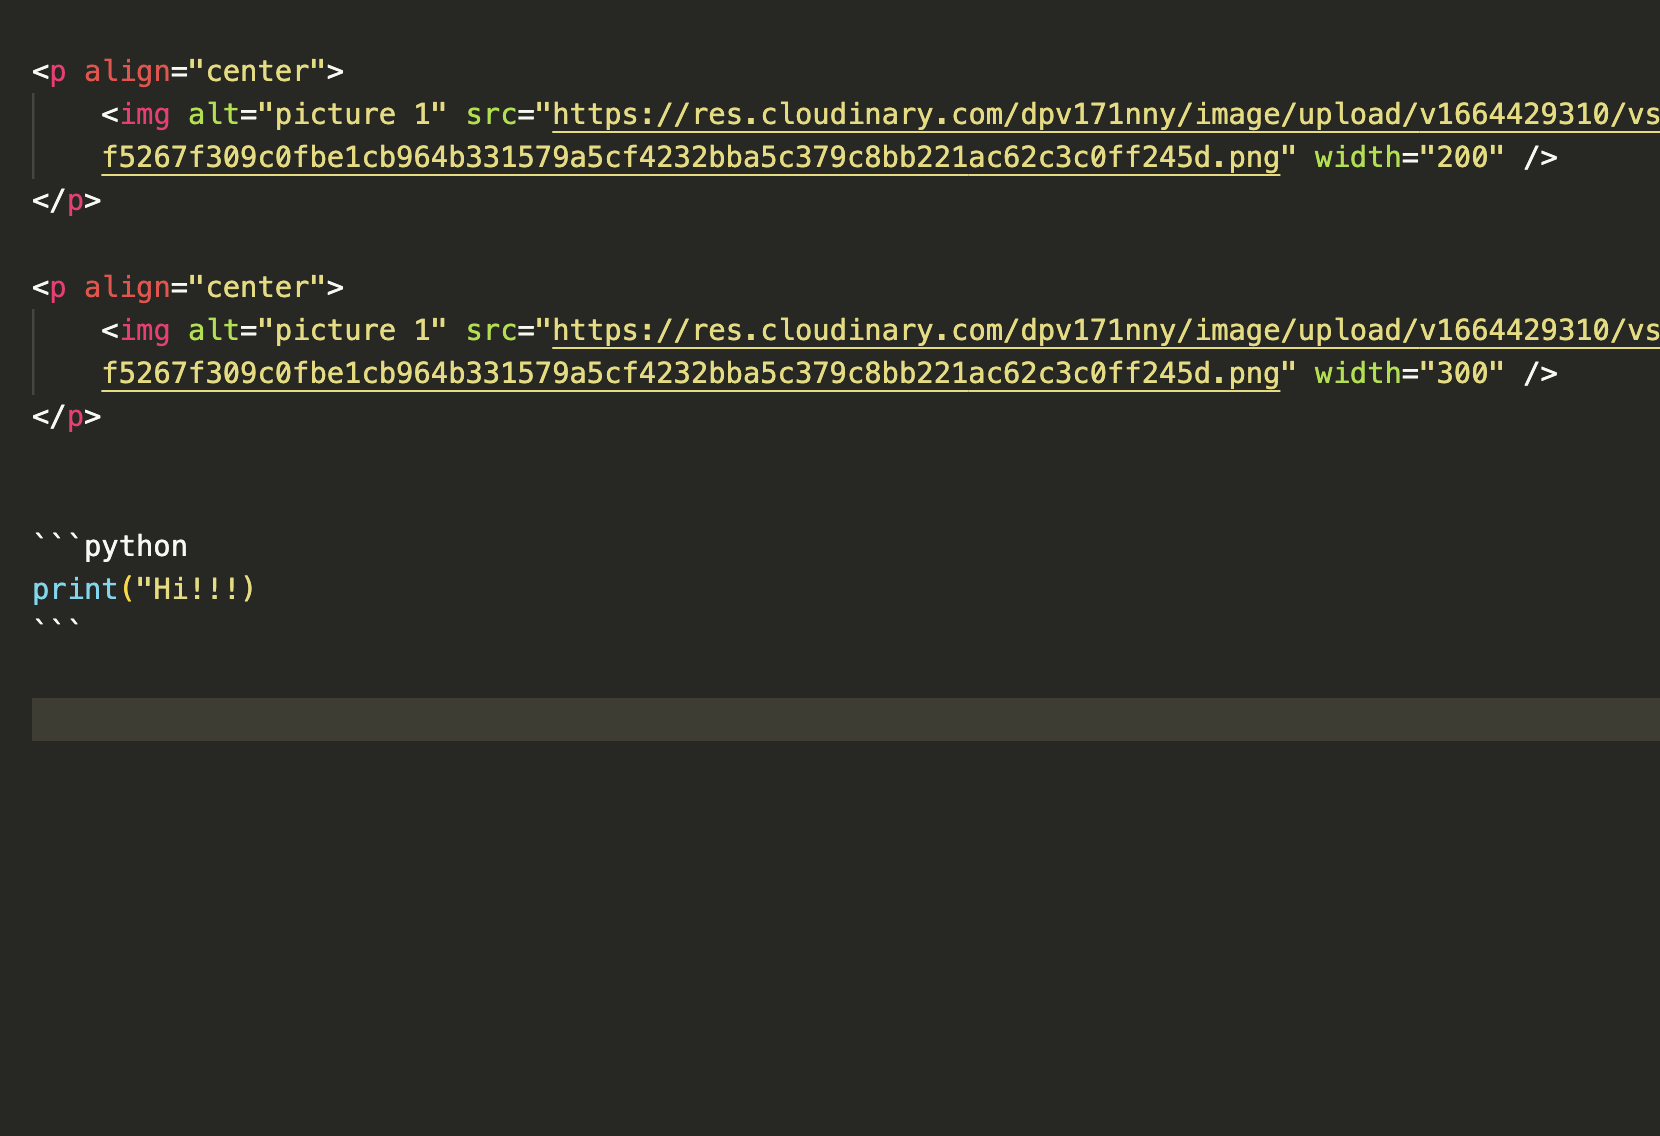 <p align="center">
<img alt="picture 1" src="https://res.cloudinary.com/dpv171nny/image/upload/v1664429310/vs
f5267f309c0fbe1cb964b331579a5cf4232bba5c379c8bb221ac62c3c0ff245d.png" width="200" />
</p>
<p align="center">
<img alt="picture 1" src="https://res.cloudinary.com/dpv171nny/image/upload/v1664429310/vs
f5267f309c0fbe1cb964b331579a5cf4232bba5c379c8bb221ac62c3c0ff245d.png" width="300" />
</p>
```python
print("Hi!!!)
```